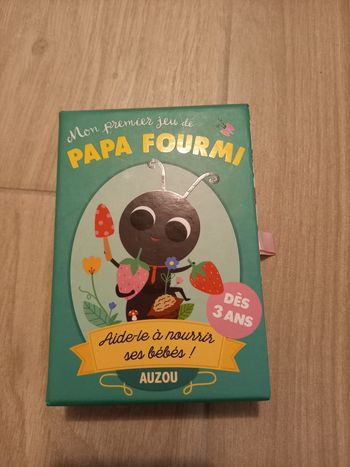 Mon premier jeu de
PAPA FOURMI
DÈS
3 ANS
Aide-le à nourrir
ses bébés !
AUZOU